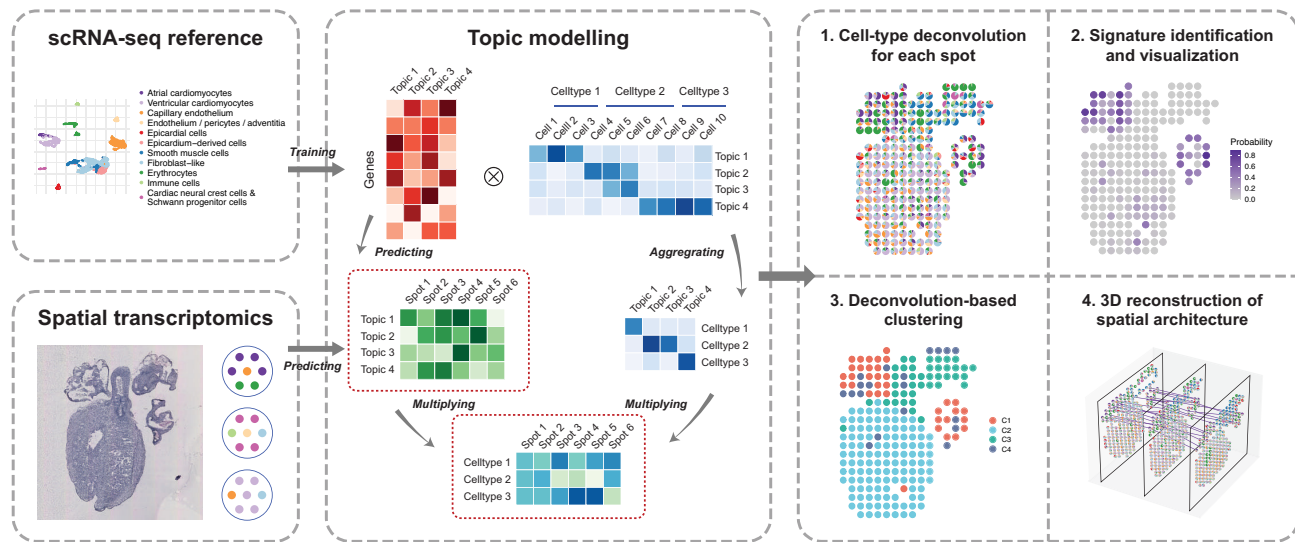 scRNA-seq reference
Atrial cardiomyocytes
Ventricular cardiomyocytes
Capillary endothelium
Endothelium / pericytes / adventitia
Epicardial cells
Epicardium-derived cells
Smooth muscle cells
Fibroblast-like
Erythrocytes
Immune cells
Cardiac neural crest cells &
Schwann progenitor cells
Training
Spatial transcriptomics
Predicting
Topic modelling
Topic 1
Topic 2
Topic 3
Topic 4
Genes
Celltype 1
Celltype 2
Celltype 3
Cell 1
Cell 2
Cell 3
Cell 4
Cell 5
Cell 6
Cell 7
Cell 8
Cell 9
Cell 10
Topic 1
Topic 2
Topic 3
Topic 4
Predicting
Aggregrating
Spot 1
Spot 2
Spot 3
Spot 4
Spot 5
Spot 6
Topic 1
Topic 2
Topic 3
Topic 4
Topic 1
Topic 2
Topic 3
Topic 4
Celltype 1
Celltype 2
Celltype 3
Multiplying
Multiplying
Spot 1
Spot 2
Spot 3
Spot 4
Spot 5
Spot 6
Celltype 1
Celltype 2
Celltype 3
1. Cell-type deconvolution
for each spot
2. Signature identification
and visualization
Probability
0.8
0.6
0.4
0.2
0.0
3. Deconvolution-based
clustering
C1
C2
C3
C4
4. 3D reconstruction of
spatial architecture